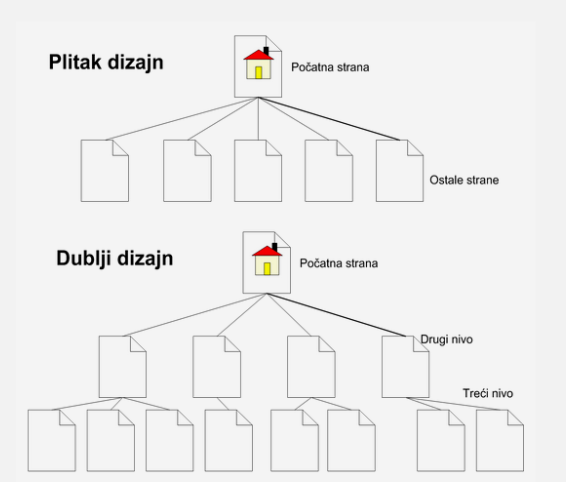 Plitak dizajn
Početna strana
Ostale strane
Dublji dizajn
Početna strana
Drugi nivo
Treći nivo